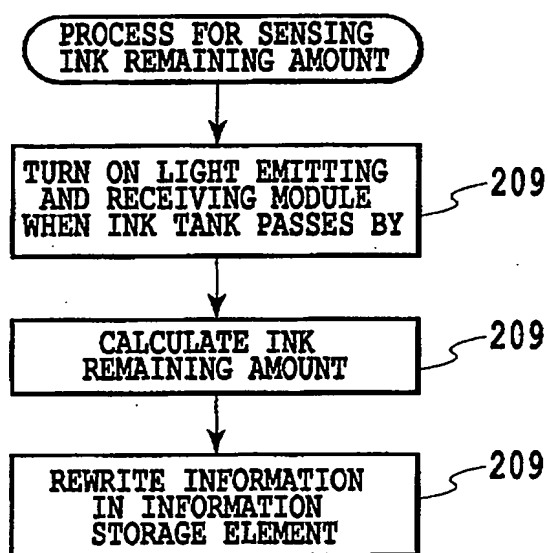 PROCESS FOR SENSING
INK REMAINING AMOUNT
TURN ON LIGHT EMITTING
AND RECEIVING MODULE
WHEN INK TANK PASSES BY
209
CALCULATE INK
REMAINING AMOUNT
209
REWRITE INFORMATION
IN INFORMATION
STORAGE ELEMENT
209